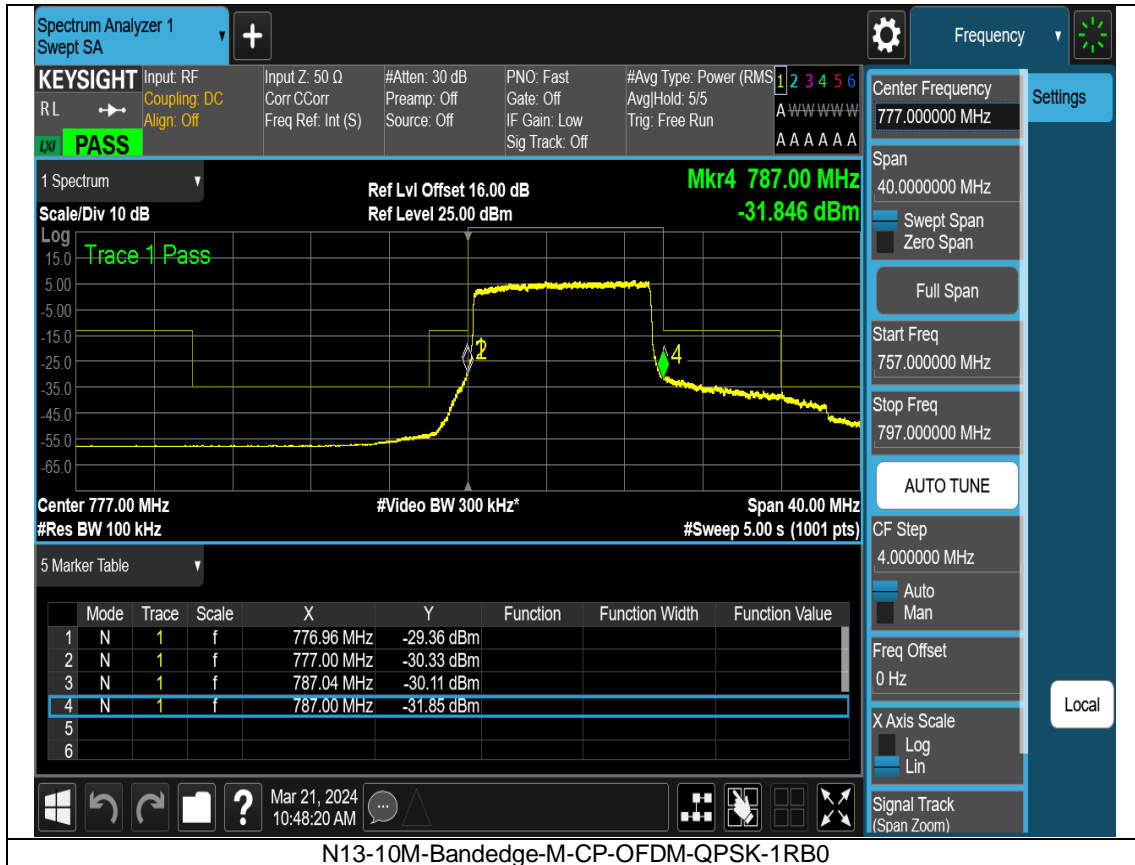 Spectrum Analyzer 1
Swept SA
+
Frequency
KEYSIGHT
Input: RF
Input Z: 50 Ω
#Atten: 30 dB
PNO: Fast
#Avg Type: Power (RMS
1 2 3 4 5 6
RL
Coupling: DC
Corr CCorr
Preamp: Off
Gate: Off
Avg|Hold: 5/5
A W W W W W
Align: Off
Freq Ref: Int (S)
Source: Off
IF Gain: Low
Trig: Free Run
LXI
PASS
Sig Track: Off
A A A A A A
Center Frequency
777.000000 MHz
Settings
1 Spectrum
Ref Lvl Offset 16.00 dB
Mkr4 787.00 MHz
Scale/Div 10 dB
Ref Level 25.00 dBm
-31.846 dBm
Log
Trace 1 Pass
15.0
5.00
-5.00
-15.0
-25.0
-35.0
-45.0
-55.0
-65.0
2
4
Center 777.00 MHz
#Video BW 300 kHz*
Span 40.00 MHz
#Res BW 100 kHz
#Sweep 5.00 s (1001 pts)
Span
40.0000000 MHz
Swept Span
Zero Span
Full Span
Start Freq
757.000000 MHz
Stop Freq
797.000000 MHz
AUTO TUNE
CF Step
4.000000 MHz
Auto
Man
Freq Offset
0 Hz
X Axis Scale
Log
Lin
Signal Track
(Span Zoom)
Local
5 Marker Table
Mode Trace Scale X Y Function Function Width Function Value
1 N 1 f 776.96 MHz -29.36 dBm
2 N 1 f 777.00 MHz -30.33 dBm
3 N 1 f 787.04 MHz -30.11 dBm
4 N 1 f 787.00 MHz -31.85 dBm
5
6
?
Mar 21, 2024
10:48:20 AM
N13-10M-Bandedge-M-CP-OFDM-QPSK-1RB0